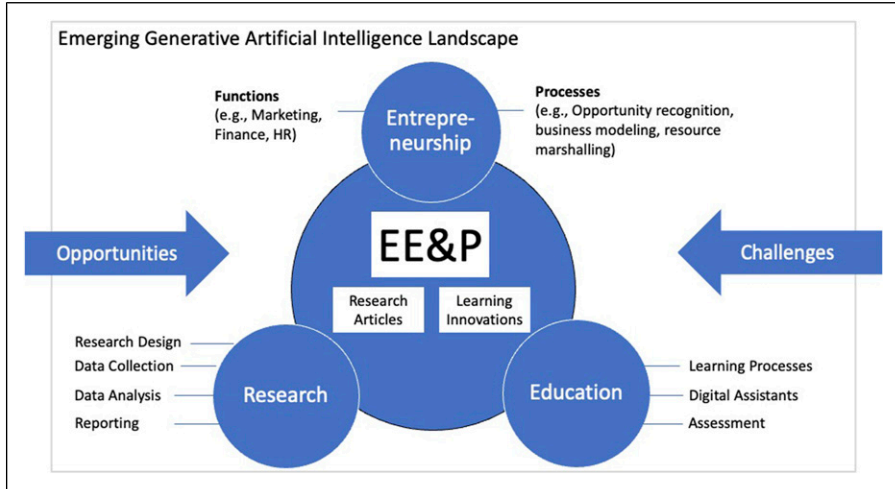 Emerging Generative Artificial Intelligence Landscape
Functions
(e.g., Marketing,
Finance, HR)
Entrepre-
neurship
Processes
(e.g., Opportunity recognition,
business modeling, resource
marshalling)
Opportunities
EE&P
Challenges
Research
Articles
Learning
Innovations
Research Design
Data Collection
Data Analysis
Reporting
Research
Education
Learning Processes
Digital Assistants
Assessment